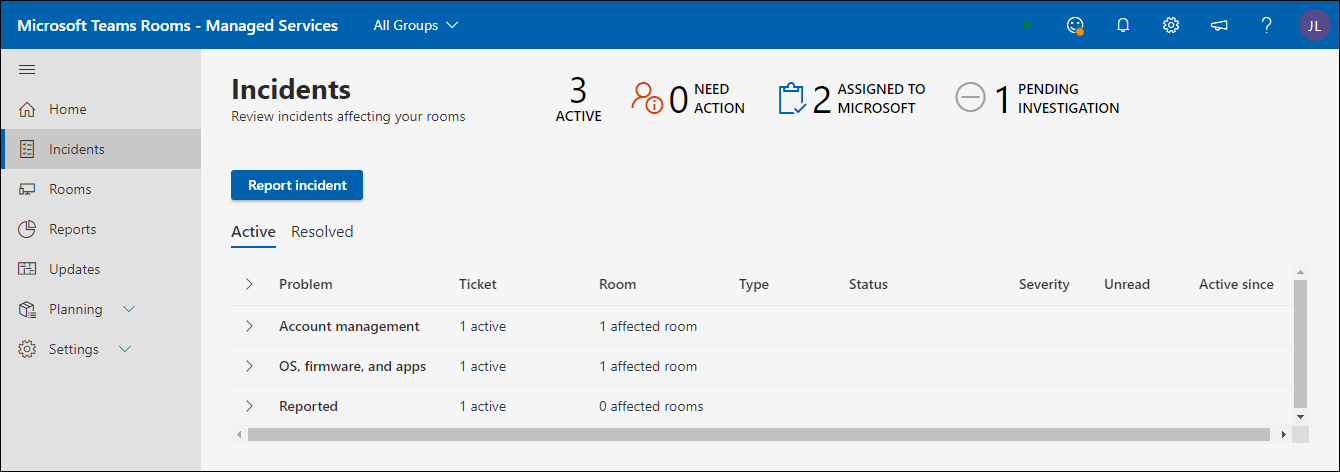 Microsoft Teams Rooms - Managed Services All Groups JL
Home
Incidents
Rooms
Reports
Updates
Planning
Settings
Incidents
Review incidents affecting your rooms
3
ACTIVE
0 NEED
ACTION
2 ASSIGNED TO
MICROSOFT
1 PENDING
INVESTIGATION
Report incident
Active Resolved
Problem Ticket Room Type Status Severity Unread Active since
Account management 1 active 1 affected room
OS, firmware, and apps 1 active 1 affected room
Reported 1 active 0 affected rooms